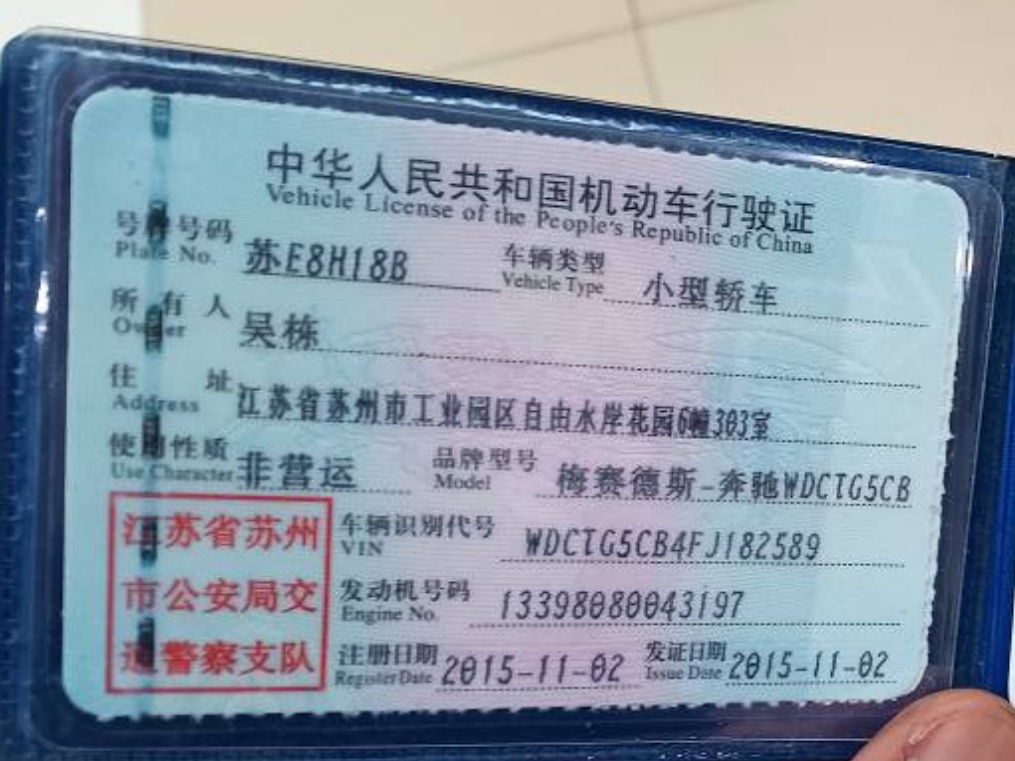 中华人民共和国机动车行驶证
Vehicle License of the People's Republic of China
号牌号码 苏E8H18B 车辆类型 小型轿车
Plate No. Vehicle Type
所有人 吴栋
Owner
住址 江苏省苏州市工业园区自由水岸花园6幢303室
Address
使用性质 非营运 品牌型号 梅赛德斯-奔驰WDCTG5CB
Use Character Model
江苏省苏州
市公安局交
通警察支队
车辆识别代号 WDCTG5CB4FJ182589
VIN
发动机号码 13398080043197
Engine No.
注册日期 2015-11-02 发证日期 2015-11-02
Register Date Issue Date